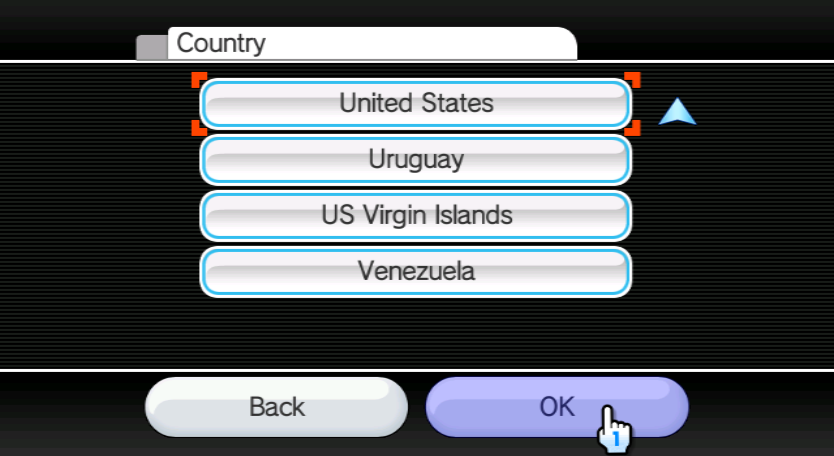 Country
United States
Uruguay
US Virgin Islands
Venezuela
Back
OK
1